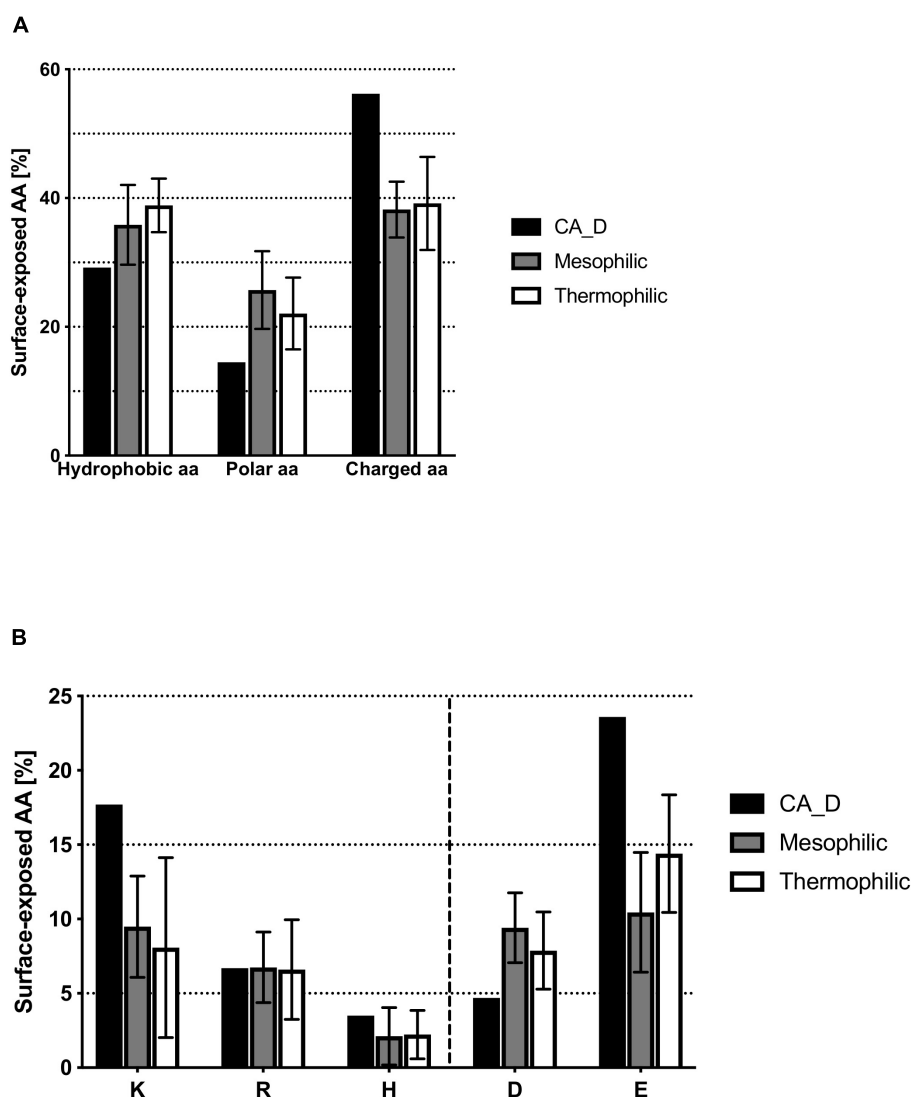 A
Surface-exposed AA [%]
60
40
20
0
Hydrophobic aa Polar aa Charged aa
CA_D
Mesophilic
Thermophilic
B
Surface-exposed AA [%]
25
20
15
10
5
0
K R H D E
CA_D
Mesophilic
Thermophilic